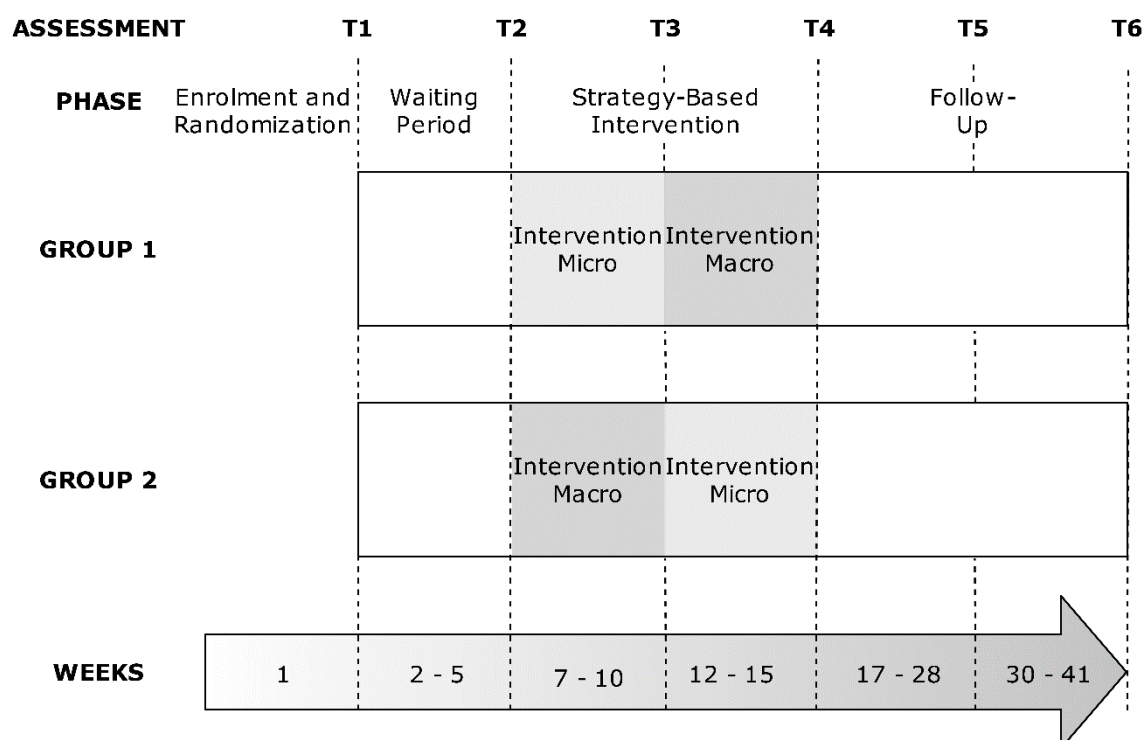 ASSESSMENT T1 T2 T3 T4 T5 T6
PHASE Enrolment and Waiting Strategy-Based Follow-
Randomization Period Intervention Up
GROUP 1 Intervention Intervention
Micro Macro
GROUP 2 Intervention Intervention
Macro Micro
WEEKS 1 2 - 5 7 - 10 12 - 15 17 - 28 30 - 41